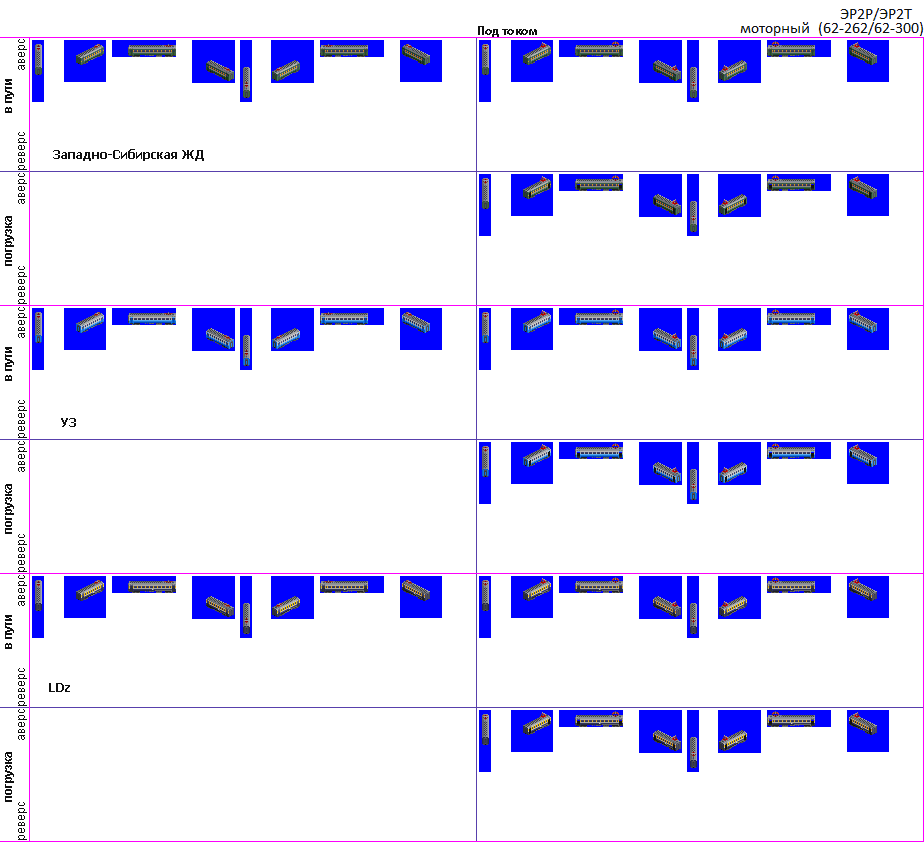 ЭР2Р/ЭР2Т
моторный (62-262/62-300)
Под током
аверс
в пути
реверс
Западно-Сибирская ЖД
аверс
погрузка
реверс
аверс
в пути
реверс
УЗ
аверс
погрузка
реверс
аверс
в пути
реверс
LDz
аверс
погрузка
реверс